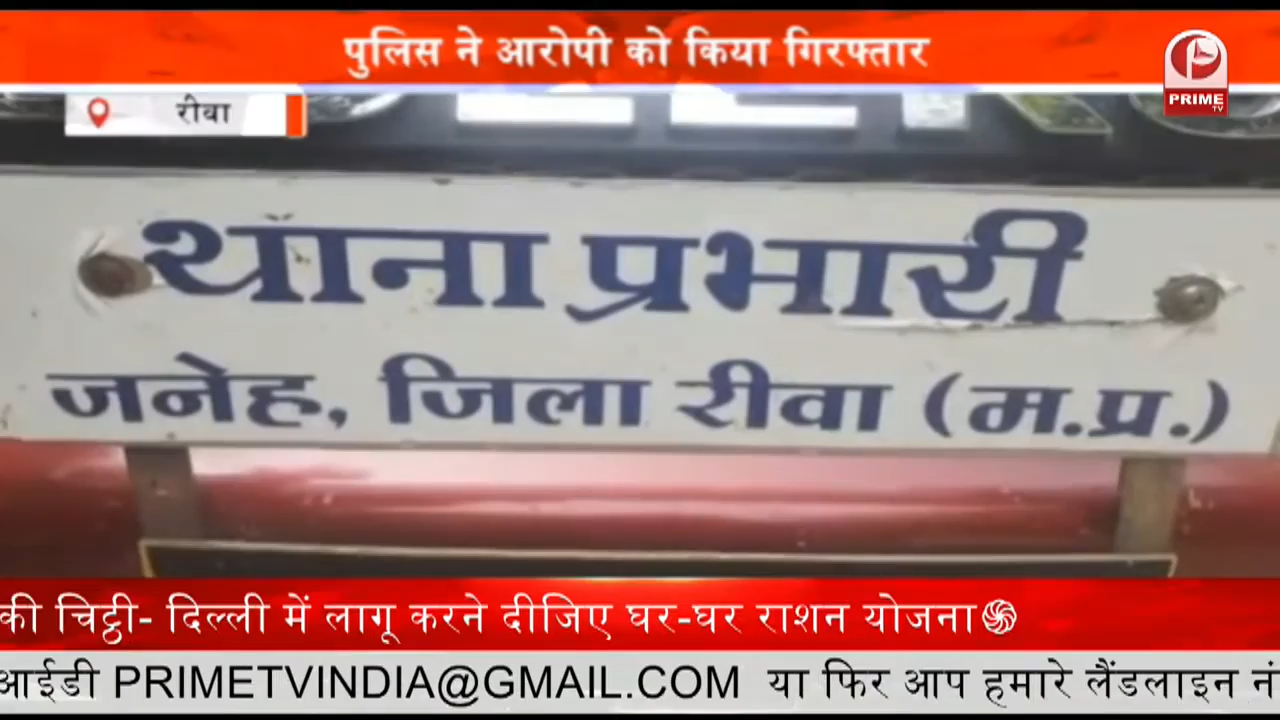 पुलिस ने आरोपी को किया गिरफ्तार
PRIME
TV
रीवा
थाना प्रभारी
जनेह, जिला रीवा (म.प्र.)
की चिट्ठी- दिल्ली में लागू करने दीजिए घर-घर राशन योजना
आईडी PRIMETVINDIA@GMAIL.COM या फिर आप हमारे लैंडलाइन नं